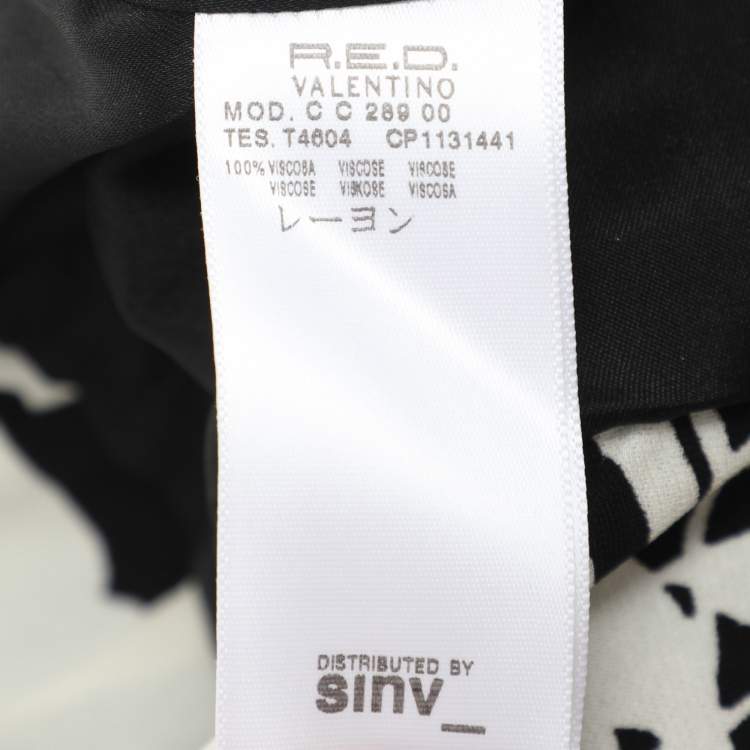 R.E.D.
VALENTINO
MOD. C C 289 00
TES. T4604 CP1131441
100% VISCOSA VISCOSE VISCOSE
VISCOSE VISKOSE VISCOSA
レーヨン
DISTRIBUTED BY
sinv_